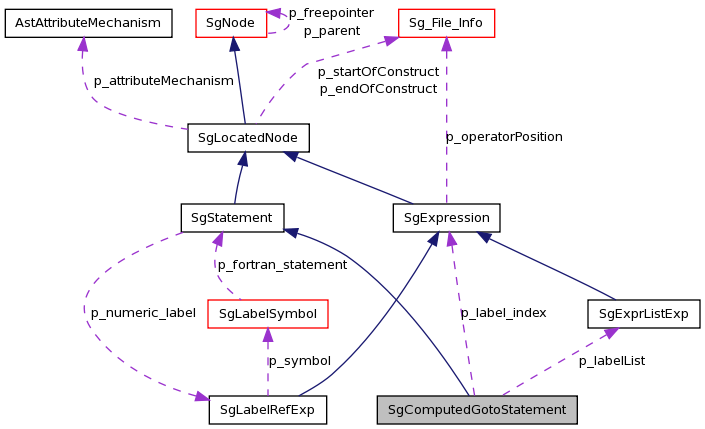 AstAttributeMechanism
SgNode
p_freepointer
p_parent
Sg_File_Info
p_attributeMechanism
p_startOfConstruct
p_endOfConstruct
SgLocatedNode
p_operatorPosition
SgStatement
SgExpression
p_fortran_statement
p_numeric_label
SgLabelSymbol
p_label_index
SgExprListExp
p_symbol
p_labelList
SgLabelRefExp
SgComputedGotoStatement